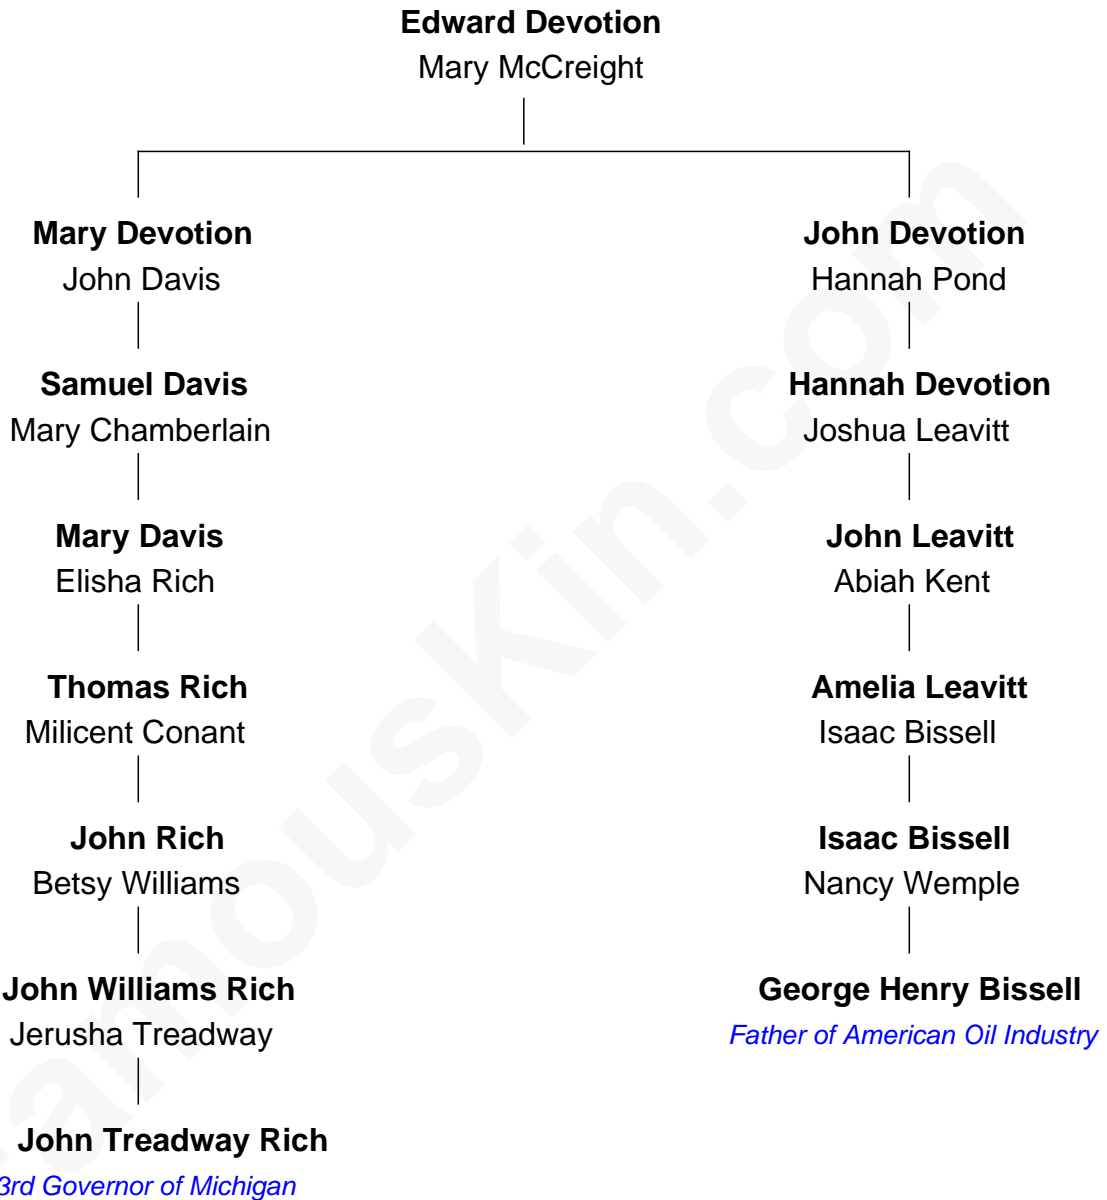 Edward Devotion
Mary McCreight
Mary Devotion
John Davis
John Devotion
Hannah Pond
Samuel Davis
Mary Chamberlain
Hannah Devotion
Joshua Leavitt
Mary Davis
Elisha Rich
John Leavitt
Abiah Kent
Thomas Rich
Milicent Conant
Amelia Leavitt
Isaac Bissell
John Rich
Betsy Williams
Isaac Bissell
Nancy Wemple
John Williams Rich
Jerusha Treadway
George Henry Bissell
Father of American Oil Industry
John Treadway Rich
3rd Governor of Michigan
amousKin.com